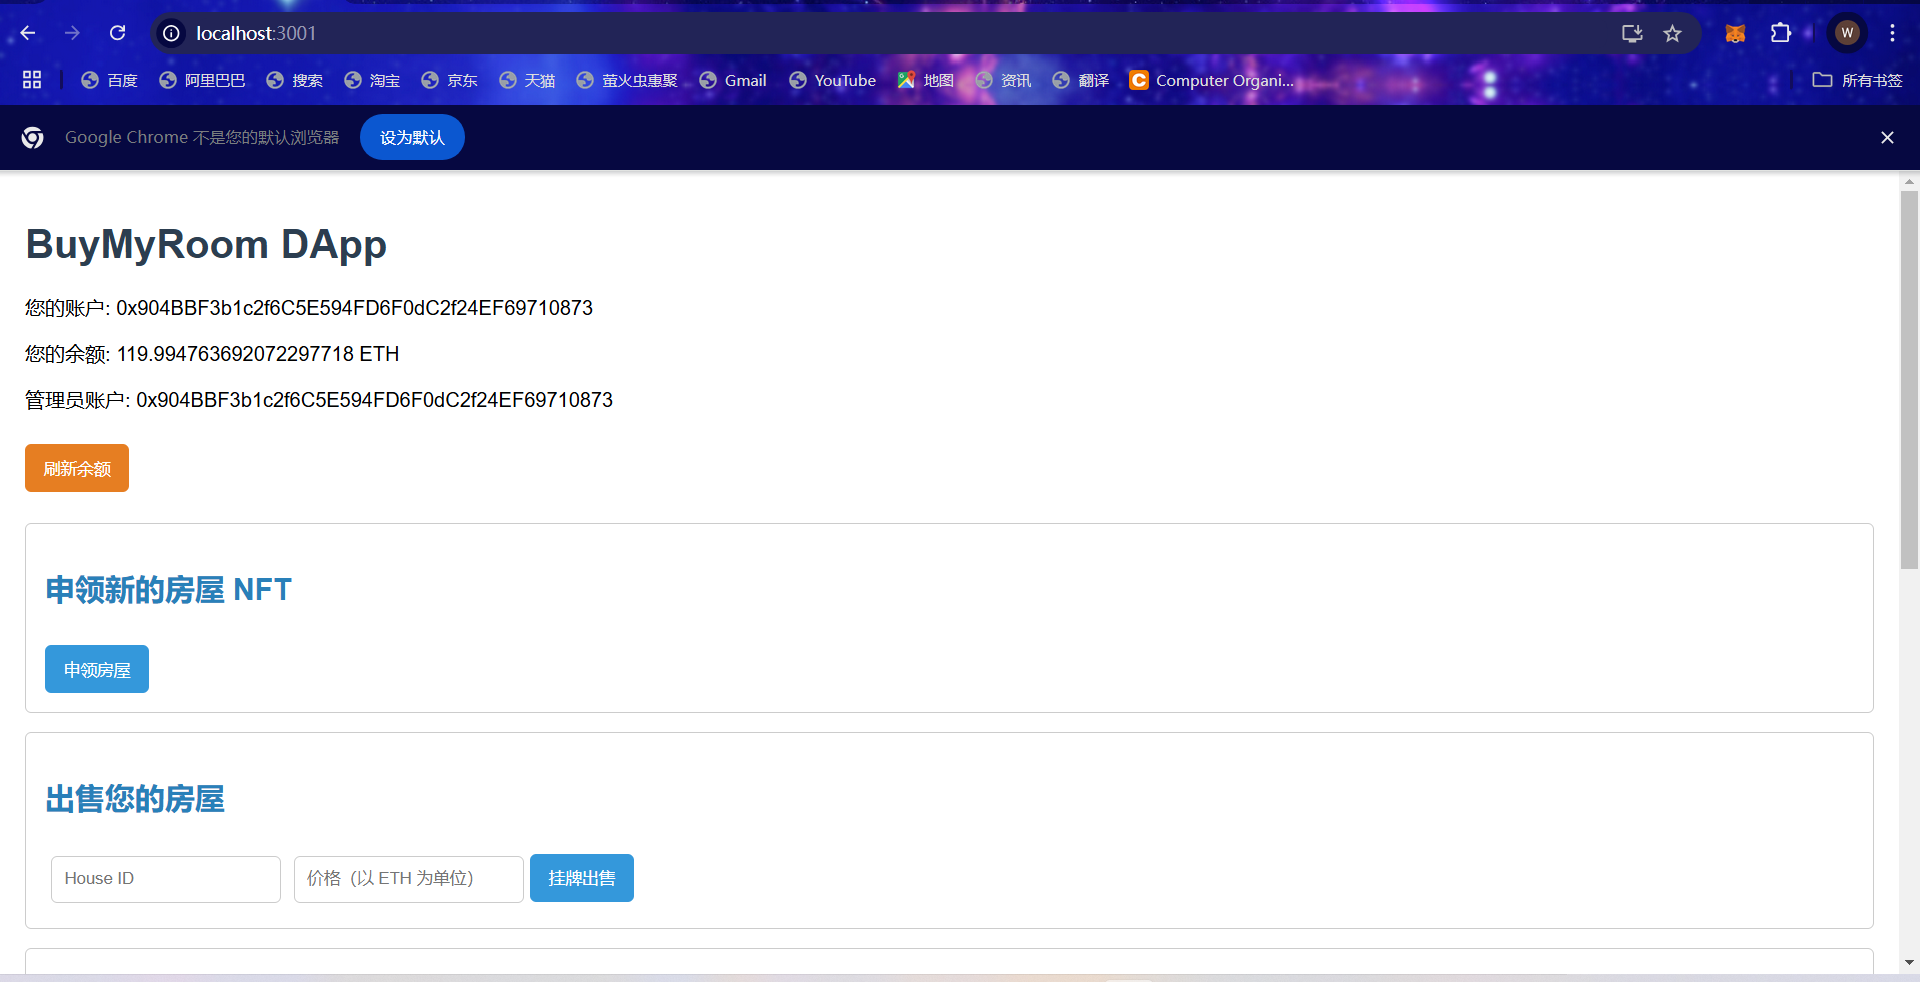 localhost:3001
W
百度
阿里巴巴
搜索
淘宝
京东
天猫
萤火虫惠聚
Gmail
YouTube
地图
资讯
翻译
C
Computer Organi...
所有书签
Google Chrome 不是您的默认浏览器
设为默认
BuyMyRoom DApp
您的账户: 0x904BBF3b1c2f6C5E594FD6F0dC2f24EF69710873
您的余额: 119.994763692072297718 ETH
管理员账户: 0x904BBF3b1c2f6C5E594FD6F0dC2f24EF69710873
刷新余额
申领新的房屋 NFT
申领房屋
出售您的房屋
House ID
价格（以 ETH 为单位）
挂牌出售